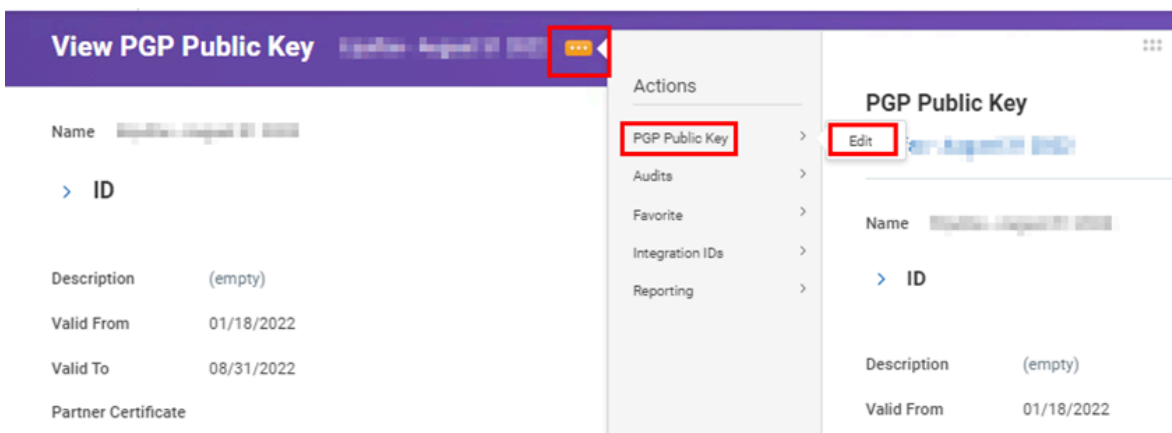 View PGP Public Key
Name
ID
Description (empty)
Valid From 01/18/2022
Valid To 08/31/2022
Partner Certificate
Actions
PGP Public Key
Audits
Favorite
Integration IDs
Reporting
Edit
PGP Public Key
Name
ID
Description (empty)
Valid From 01/18/2022